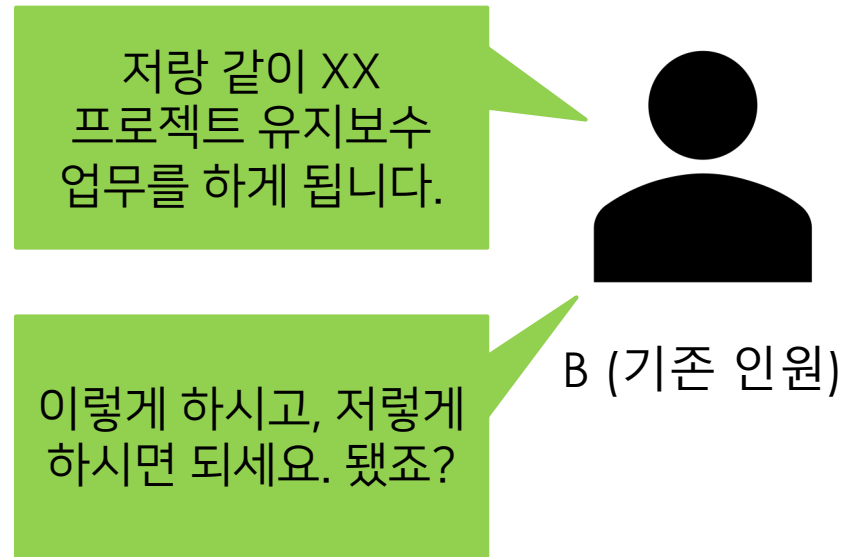 저랑 같이 XX
프로젝트 유지보수
업무를 하게 됩니다.
B (기존 인원)
이렇게 하시고, 저렇게
하시면 되세요. 됐죠?